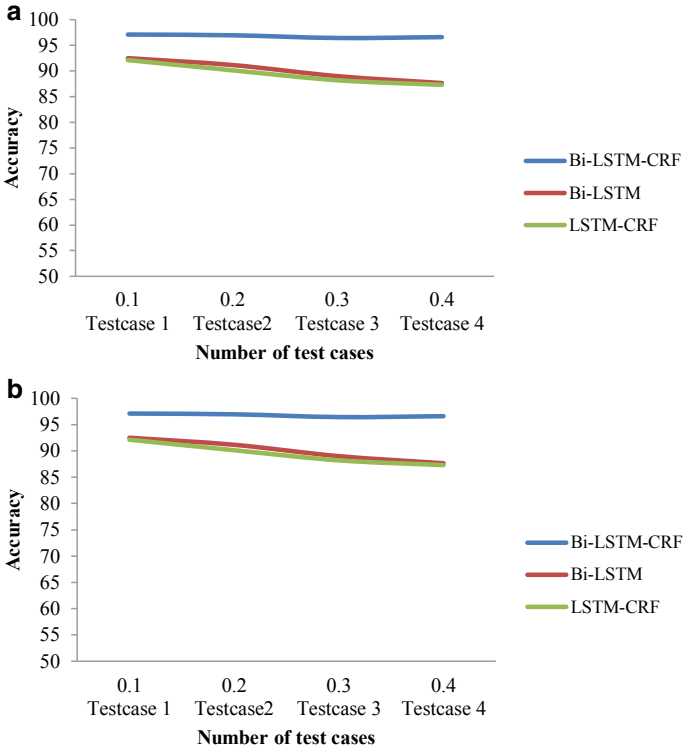 a
100
95
90
85
80
75
70
65
60
55
50
Accuracy
0.1 0.2 0.3 0.4
Testcase 1 Testcase2 Testcase 3 Testcase 4
Number of test cases
Bi-LSTM-CRF
Bi-LSTM
LSTM-CRF
b
100
95
90
85
80
75
70
65
60
55
50
Accuracy
0.1 0.2 0.3 0.4
Testcase 1 Testcase2 Testcase 3 Testcase 4
Number of test cases
Bi-LSTM-CRF
Bi-LSTM
LSTM-CRF